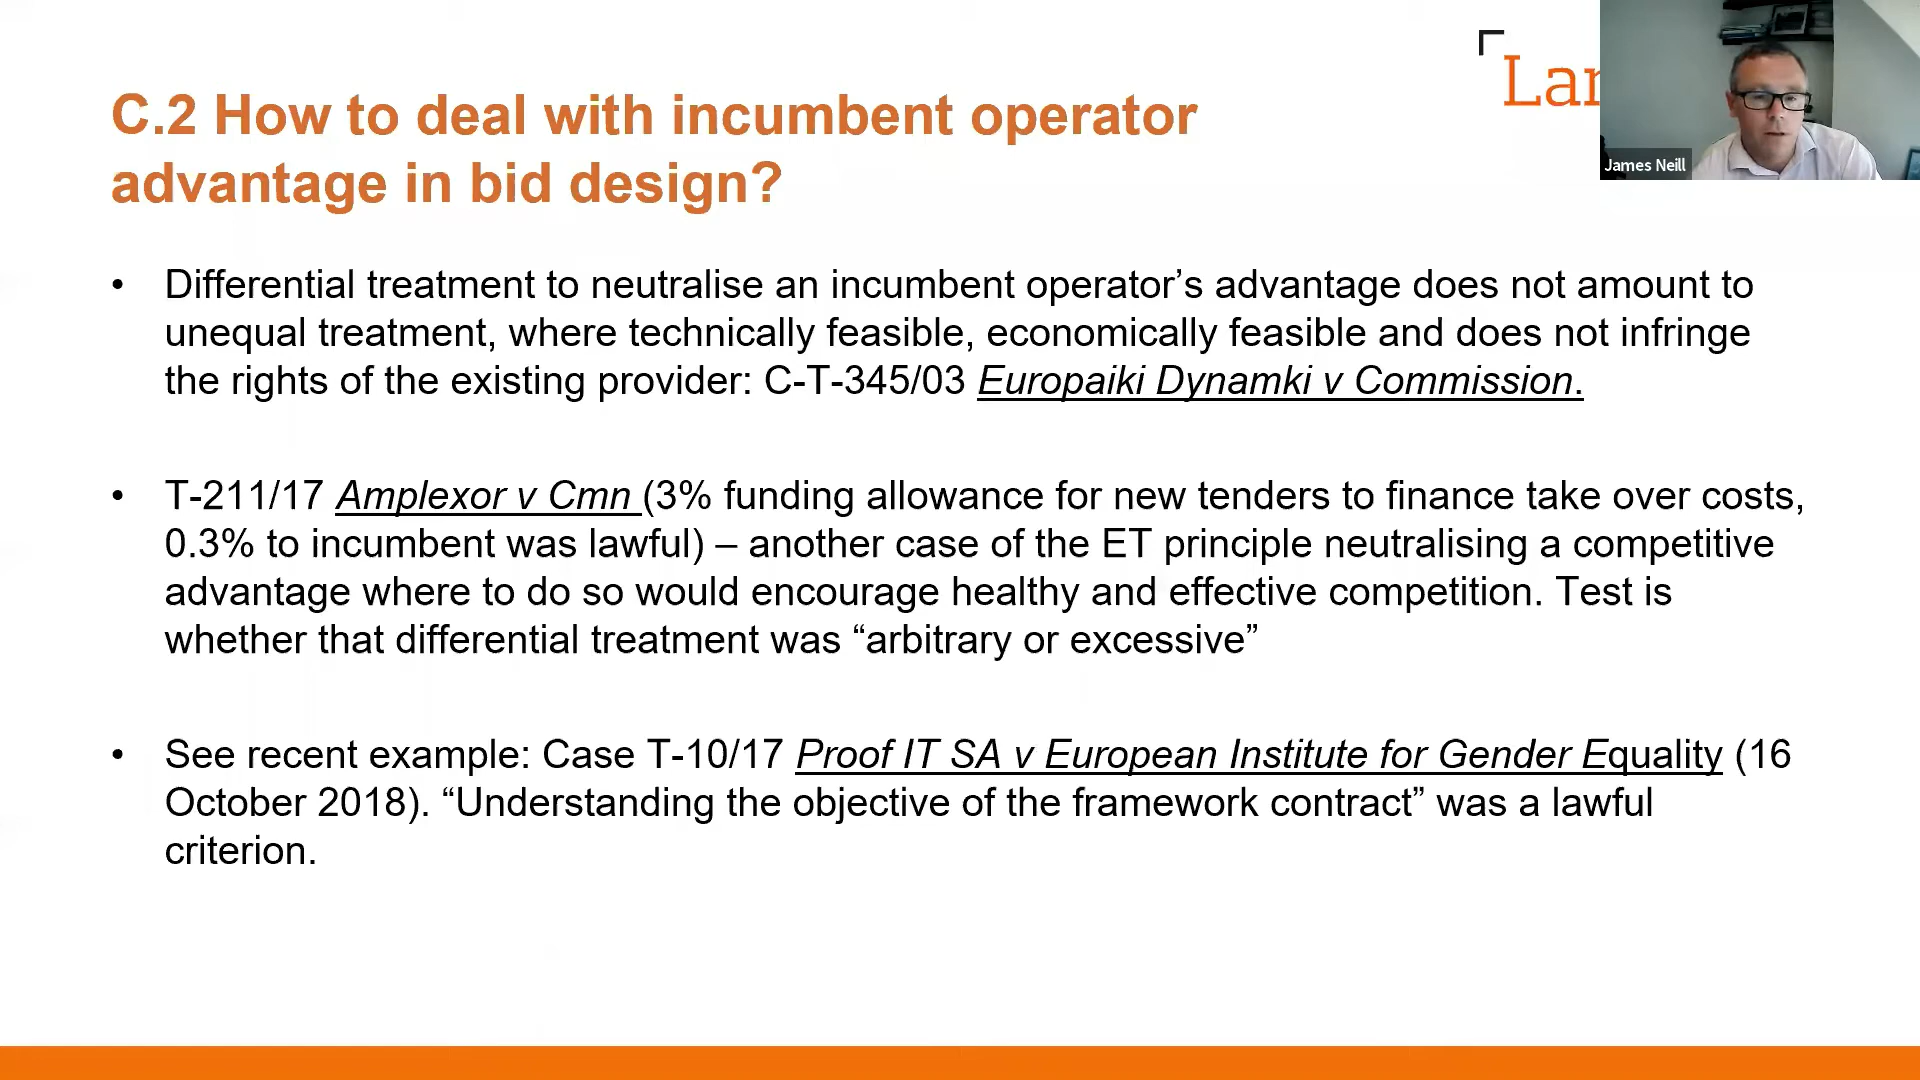 Lar
James Neill
C.2 How to deal with incumbent operator
advantage in bid design?
• Differential treatment to neutralise an incumbent operator’s advantage does not amount to
unequal treatment, where technically feasible, economically feasible and does not infringe
the rights of the existing provider: C-T-345/03 Europaiki Dynamki v Commission.
• T-211/17 Amplexor v Cmn (3% funding allowance for new tenders to finance take over costs,
0.3% to incumbent was lawful) – another case of the ET principle neutralising a competitive
advantage where to do so would encourage healthy and effective competition. Test is
whether that differential treatment was “arbitrary or excessive”
• See recent example: Case T-10/17 Proof IT SA v European Institute for Gender Equality (16
October 2018). “Understanding the objective of the framework contract” was a lawful
criterion.